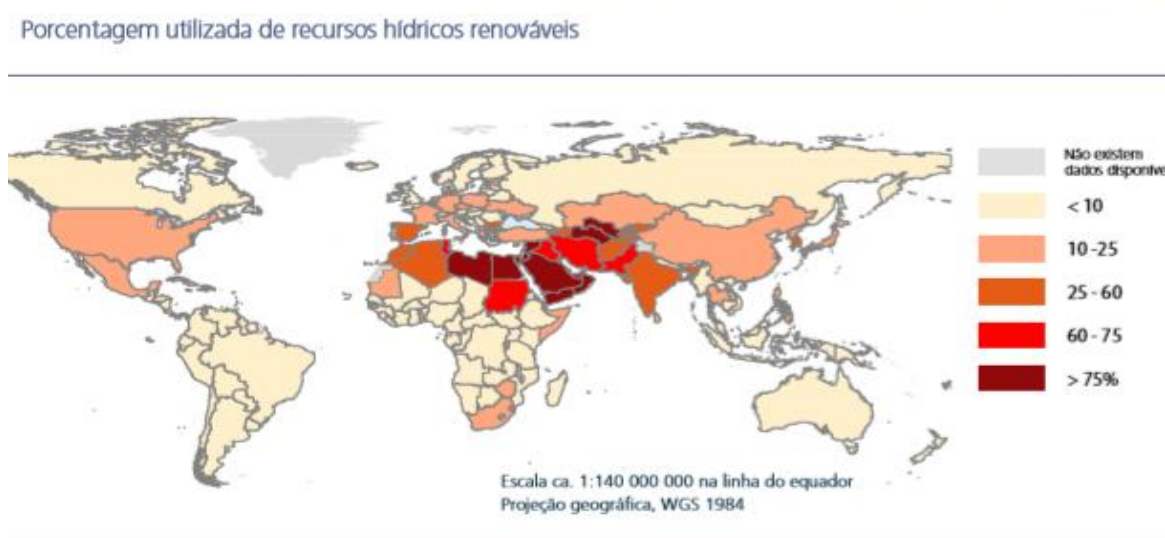 Porcentagem utilizada de recursos hídricos renováveis
Não existem
dados disponíve
< 10
10-25
25-60
60-75
> 75%
Escala ca. 1:140 000 000 na linha do equador
Projeção geográfica, WGS 1984